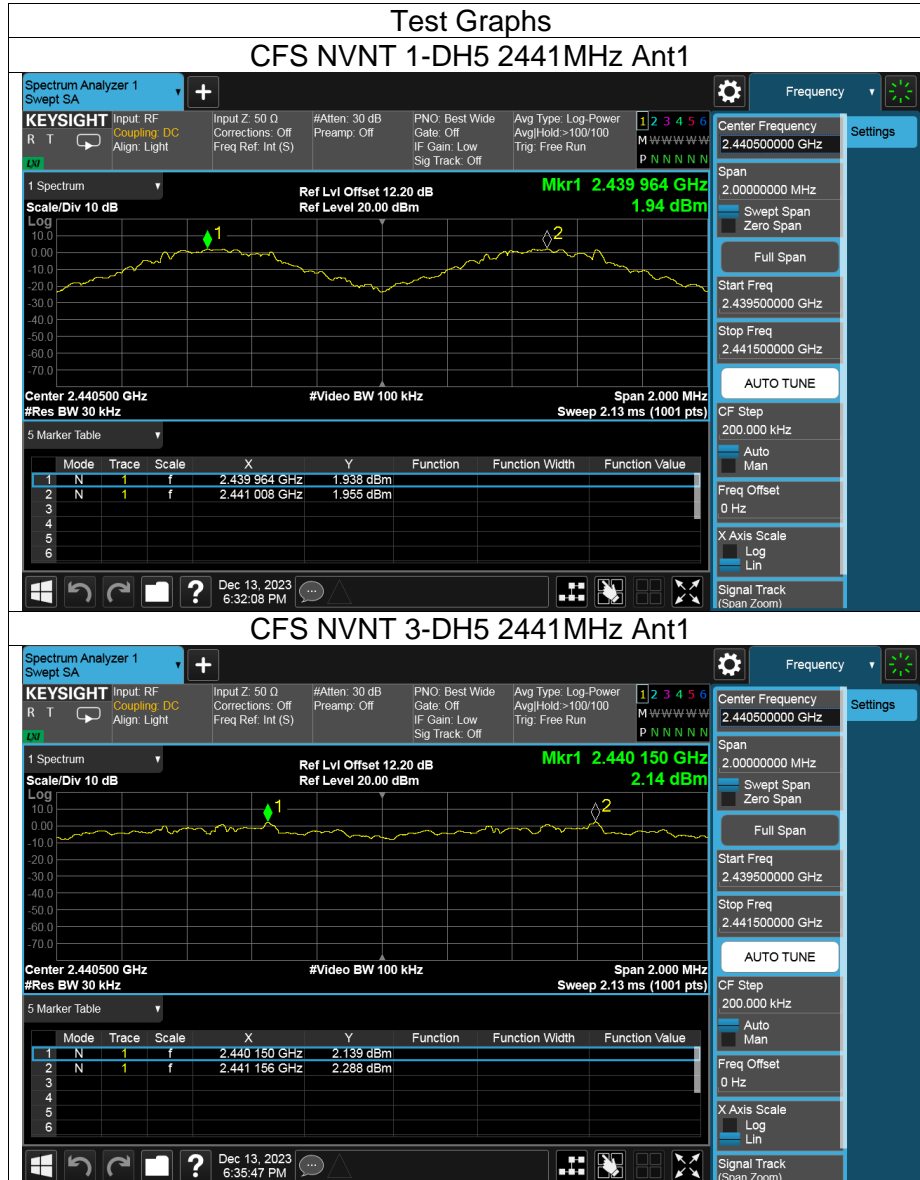 Test Graphs
CFS NVNT 1-DH5 2441MHz Ant1
Spectrum Analyzer 1
Swept SA
+
Frequency
KEYSIGHT Input: RF Input Z: 50 Ω #Atten: 30 dB PNO: Best Wide Avg Type: Log-Power 1 2 3 4 5 6
R T Coupling: DC Corrections: Off Preamp: Off Gate: Off Avg|Hold:>100/100 M W W W W W
Align: Light Freq Ref: Int (S) IF Gain: Low Trig: Free Run
LXI Sig Track: Off P N N N N N
1 Spectrum
Ref Lvl Offset 12.20 dB Mkr1 2.439 964 GHz
Scale/Div 10 dB Ref Level 20.00 dBm 1.94 dBm
Log
10.0
0.00
-10.0
-20.0
-30.0
-40.0
-50.0
-60.0
-70.0
1
2
Center 2.440500 GHz #Video BW 100 kHz Span 2.000 MHz
#Res BW 30 kHz Sweep 2.13 ms (1001 pts)
5 Marker Table
Mode Trace Scale X Y Function Function Width Function Value
1 N 1 f 2.439 964 GHz 1.938 dBm
2 N 1 f 2.441 008 GHz 1.955 dBm
3
4
5
6
? Dec 13, 2023
6:32:08 PM
Center Frequency
2.440500000 GHz
Settings
Span
2.00000000 MHz
Swept Span
Zero Span
Full Span
Start Freq
2.439500000 GHz
Stop Freq
2.441500000 GHz
AUTO TUNE
CF Step
200.000 kHz
Auto
Man
Freq Offset
0 Hz
X Axis Scale
Log
Lin
Signal Track
(Span Zoom)
CFS NVNT 3-DH5 2441MHz Ant1
Spectrum Analyzer 1
Swept SA
+
Frequency
KEYSIGHT Input: RF Input Z: 50 Ω #Atten: 30 dB PNO: Best Wide Avg Type: Log-Power 1 2 3 4 5 6
R T Coupling: DC Corrections: Off Preamp: Off Gate: Off Avg|Hold:>100/100 M W W W W W
Align: Light Freq Ref: Int (S) IF Gain: Low Trig: Free Run
LXI Sig Track: Off P N N N N N
1 Spectrum
Ref Lvl Offset 12.20 dB Mkr1 2.440 150 GHz
Scale/Div 10 dB Ref Level 20.00 dBm 2.14 dBm
Log
10.0
0.00
-10.0
-20.0
-30.0
-40.0
-50.0
-60.0
-70.0
1
2
Center 2.440500 GHz #Video BW 100 kHz Span 2.000 MHz
#Res BW 30 kHz Sweep 2.13 ms (1001 pts)
5 Marker Table
Mode Trace Scale X Y Function Function Width Function Value
1 N 1 f 2.440 150 GHz 2.139 dBm
2 N 1 f 2.441 156 GHz 2.288 dBm
3
4
5
6
? Dec 13, 2023
6:35:47 PM
Center Frequency
2.440500000 GHz
Settings
Span
2.00000000 MHz
Swept Span
Zero Span
Full Span
Start Freq
2.439500000 GHz
Stop Freq
2.441500000 GHz
AUTO TUNE
CF Step
200.000 kHz
Auto
Man
Freq Offset
0 Hz
X Axis Scale
Log
Lin
Signal Track
(Span Zoom)